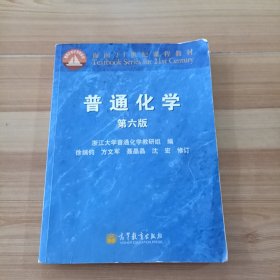 面向21世纪课程教材
Textbook Series for 21st Century
普通化学
第六版
浙江大学普通化学教研组 编
徐端钧 方文军 聂晶晶 沈宏 修订
高等教育出版社